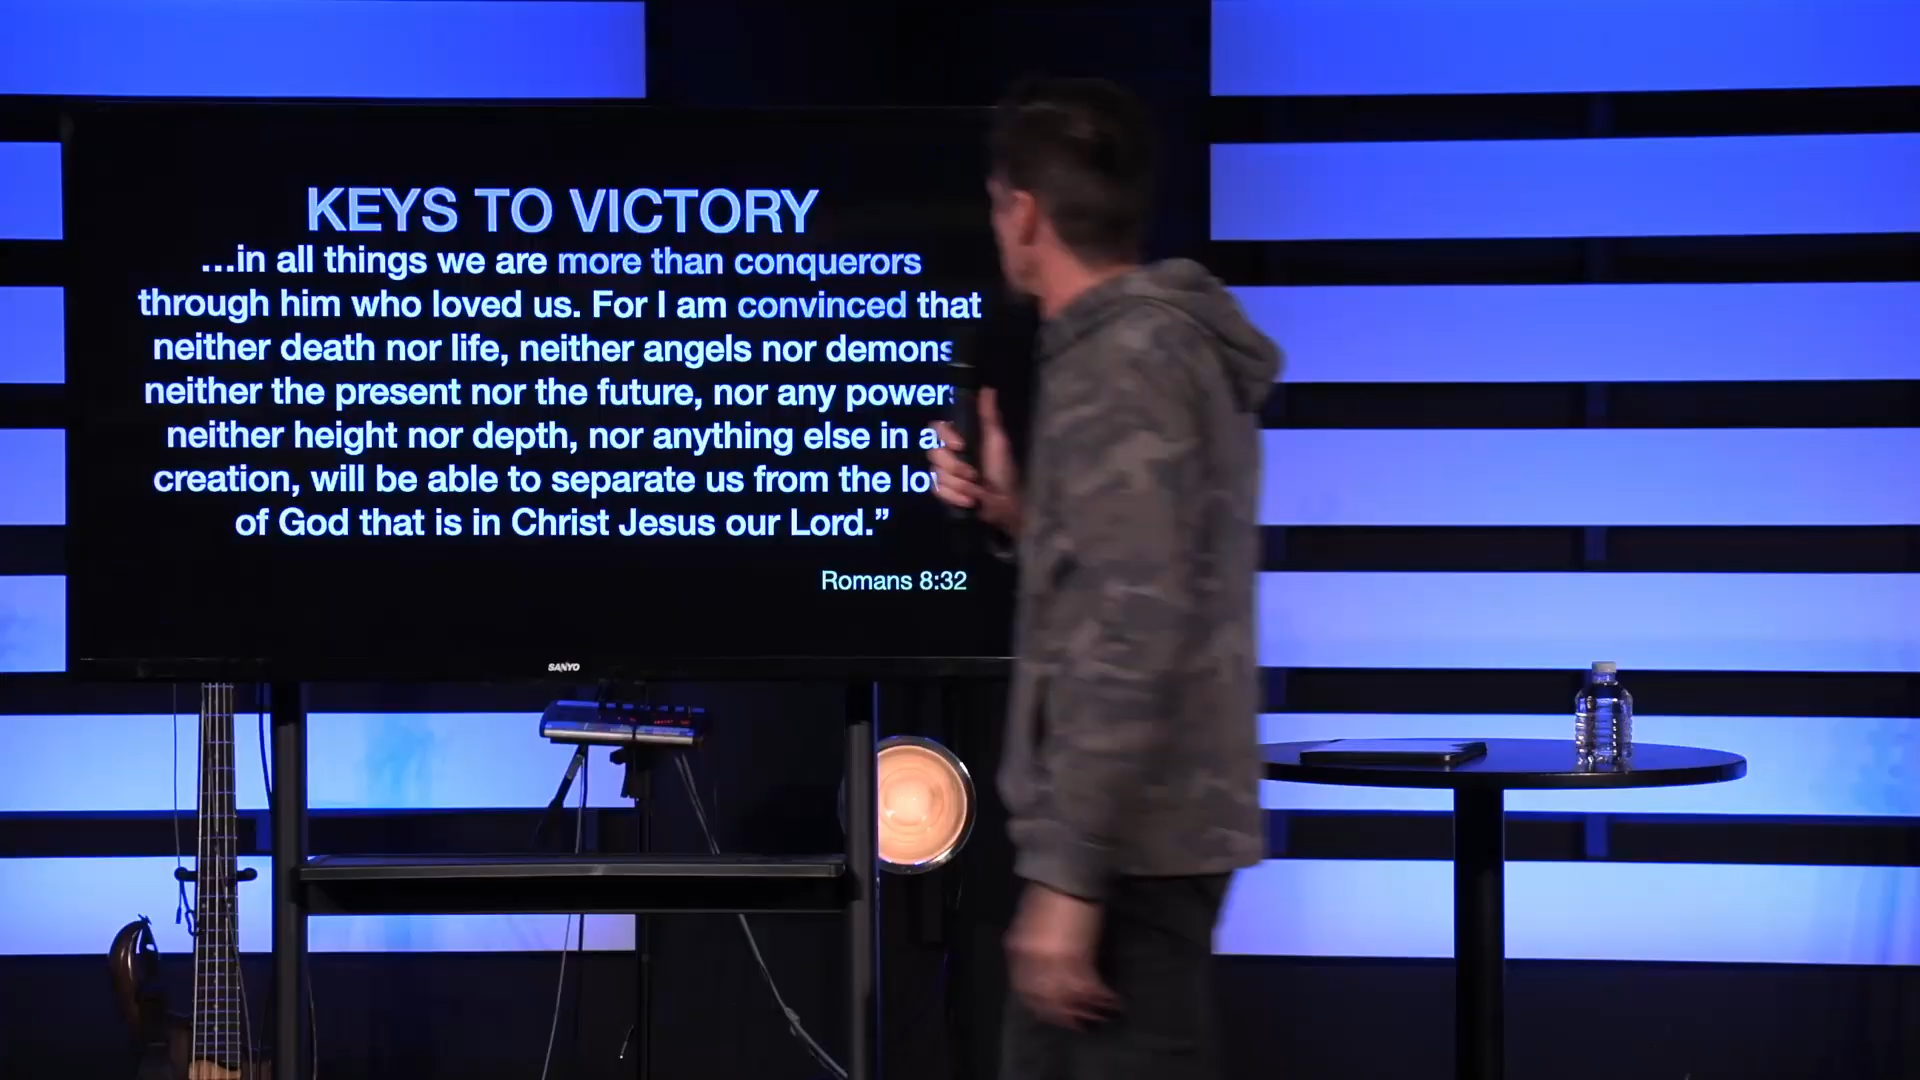 KEYS TO VICTORY
...in all things we are more than conquerors
through him who loved us. For I am convinced that
neither death nor life, neither angels nor demons
neither the present nor the future, nor any powers
neither height nor depth, nor anything else in
creation, will be able to separate us from the
of God that is in Christ Jesus our Lord.”
Romans 8:32
SANYO